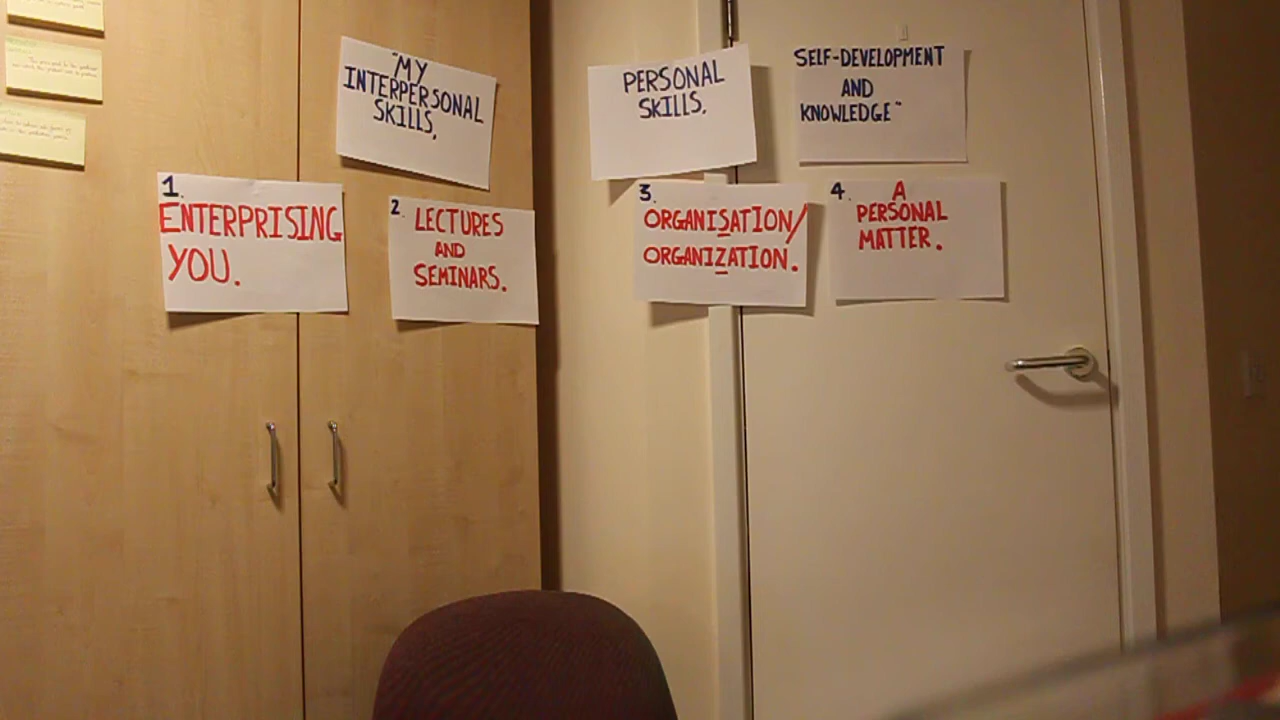 "MY
INTERPERSONAL
SKILLS,
PERSONAL
SKILLS,
SELF-DEVELOPMENT
AND
KNOWLEDGE"
1.
ENTERPRISING
YOU.
2.
LECTURES
AND
SEMINARS.
3.
ORGANISATION/
ORGANIZATION.
4.
A
PERSONAL
MATTER.